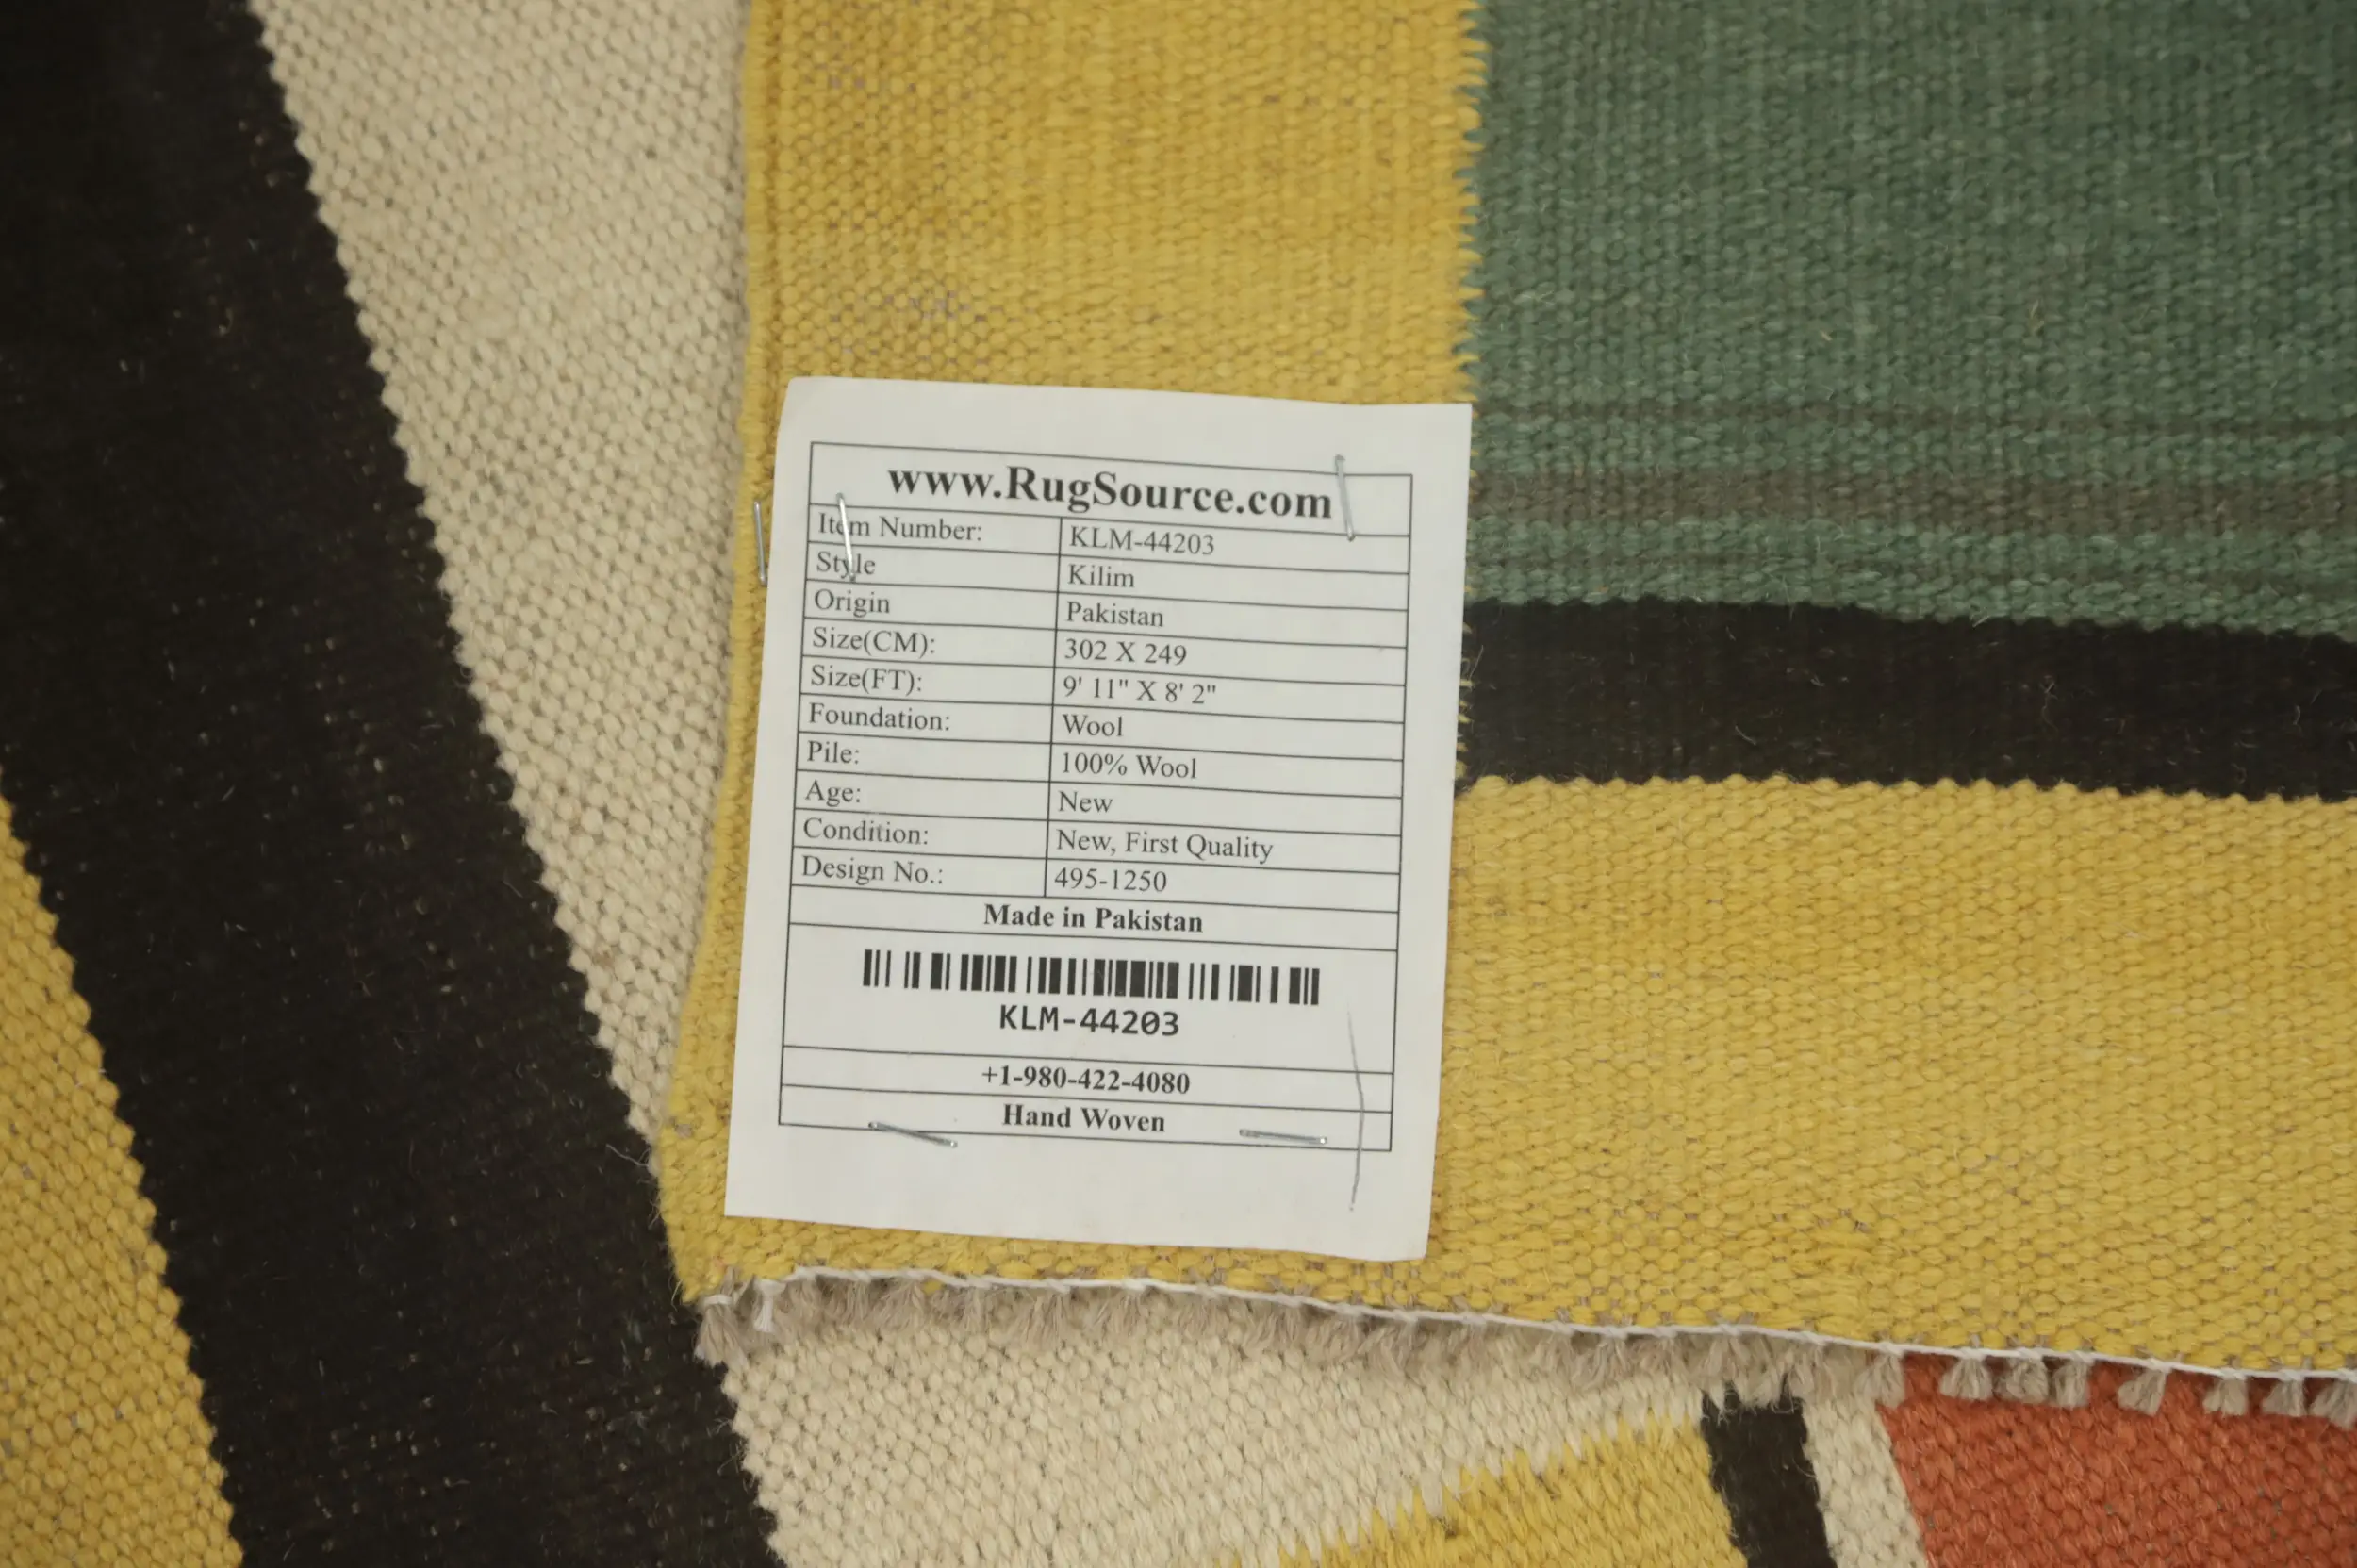 www.RugSource.com
Item Number: KLM-44203
Style Kilim
Origin Pakistan
Size(CM): 302 X 249
Size(FT): 9' 11" X 8' 2"
Foundation: Wool
Pile: 100% Wool
Age: New
Condition: New, First Quality
Design No.: 495-1250
Made in Pakistan
KLM-44203
+1-980-422-4080
Hand Woven